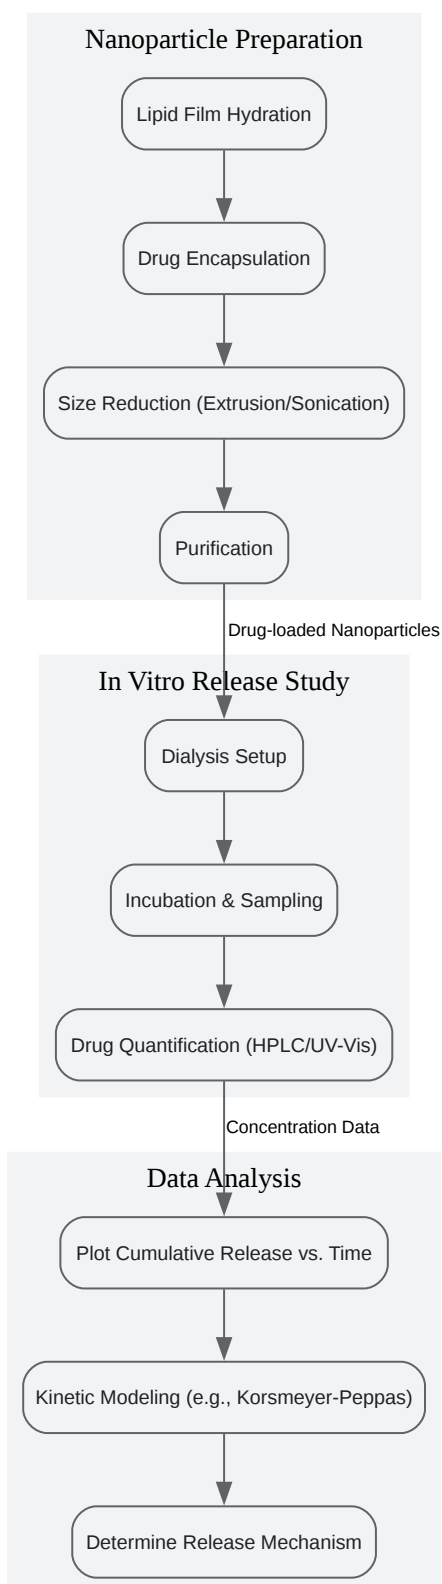 Nanoparticle Preparation
Lipid Film Hydration
Drug Encapsulation
Size Reduction (Extrusion/Sonication)
Purification
Drug-loaded Nanoparticles
In Vitro Release Study
Dialysis Setup
Incubation & Sampling
Drug Quantification (HPLC/UV-Vis)
Concentration Data
Data Analysis
Plot Cumulative Release vs. Time
Kinetic Modeling (e.g., Korsmeyer-Peppas)
Determine Release Mechanism